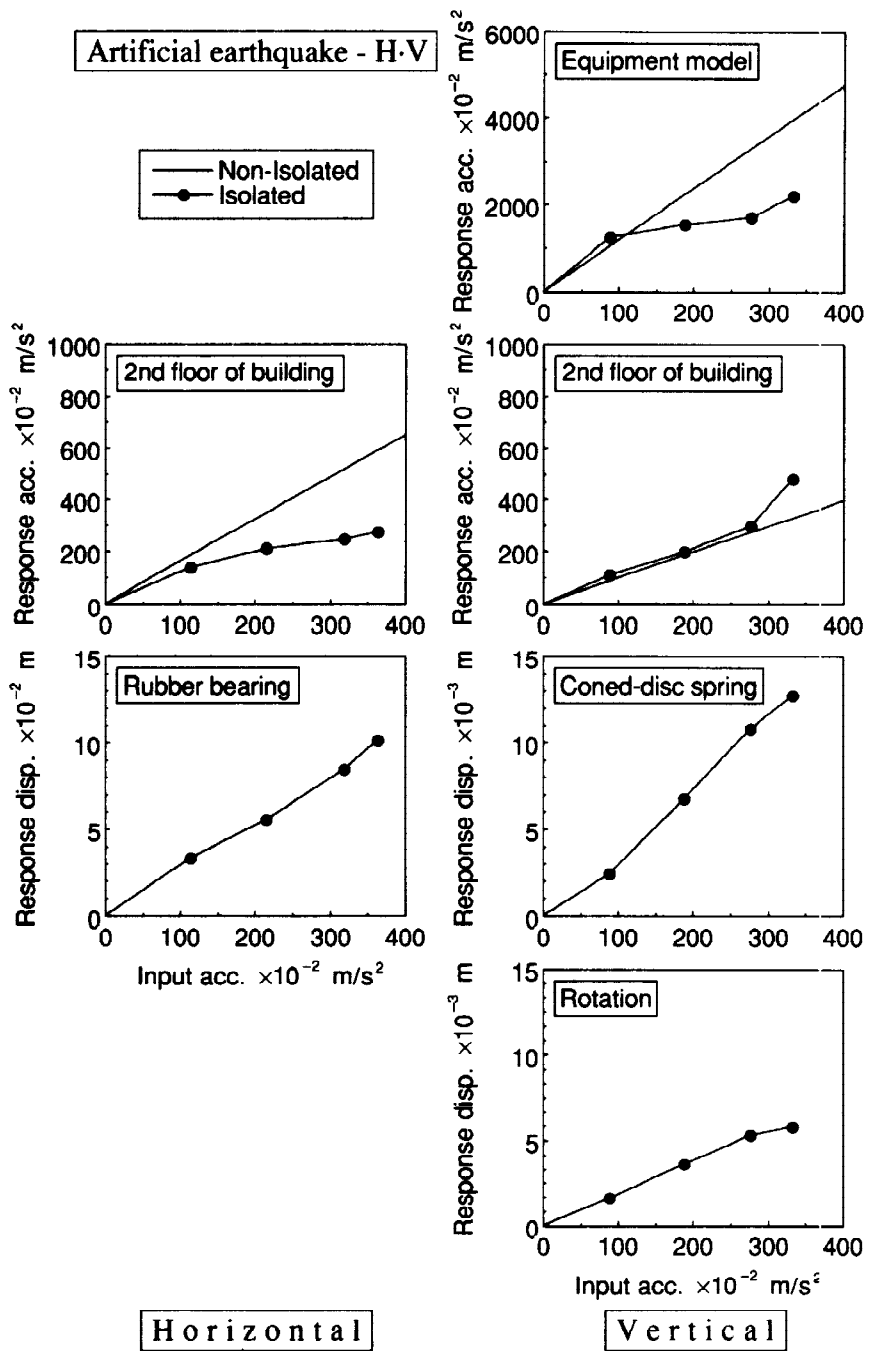 Artificial earthquake - H·V
Non-Isolated
Isolated
Response acc. ×10⁻² m/s²
6000
4000
2000
0
Equipment model
0 100 200 300 400
Response acc. ×10⁻² m/s²
1000
800
600
400
200
0
2nd floor of building
0 100 200 300 400
Response acc. ×10⁻² m/s²
1000
800
600
400
200
0
2nd floor of building
0 100 200 300 400
Response disp. ×10⁻² m
15
10
5
0
Rubber bearing
0 100 200 300 400
Input acc. ×10⁻² m/s²
Response disp. ×10⁻³ m
15
10
5
0
Coned-disc spring
0 100 200 300 400
Response disp. ×10⁻³ m
15
10
5
0
Rotation
0 100 200 300 400
Input acc. ×10⁻² m/s²
Horizontal
Vertical